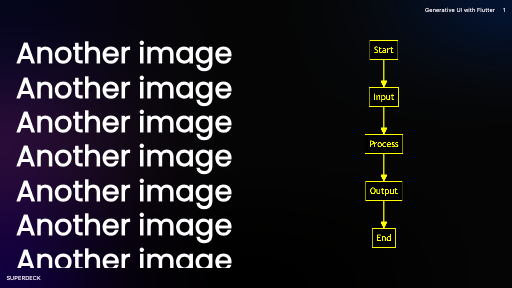 Generative UI with Flutter 1
Another image
Another image
Another image
Another image
Another image
Another image
Another image
Start
Input
Process
Output
End
SUPERDECK